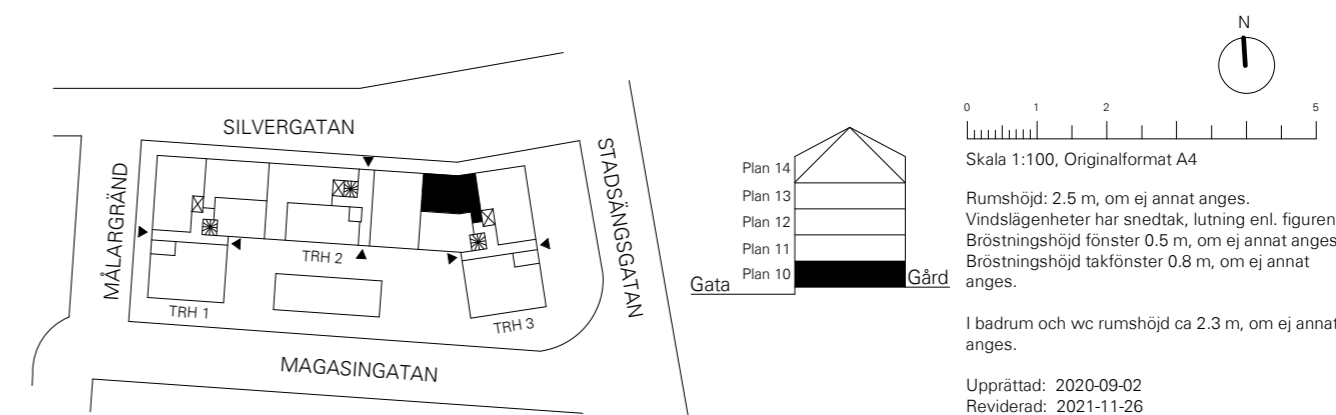 SILVERGATAN
MÅLARGRÄND
STADSÄNGSGATAN
TRH 1
TRH 2
TRH 3
MAGASINGATAN
Plan 14
Plan 13
Plan 12
Plan 11
Plan 10
Gata
Gård
N
0 1 2 5
Skala 1:100, Originalformat A4
Rumshöjd: 2.5 m, om ej annat anges.
Vindslägenheter har snedtak, lutning enl. figuren
Bröstningshöjd fönster 0.5 m, om ej annat anges
Bröstningshöjd takfönster 0.8 m, om ej annat
anges.
I badrum och wc rumshöjd ca 2.3 m, om ej annat
anges.
Upprättad: 2020-09-02
Reviderad: 2021-11-26